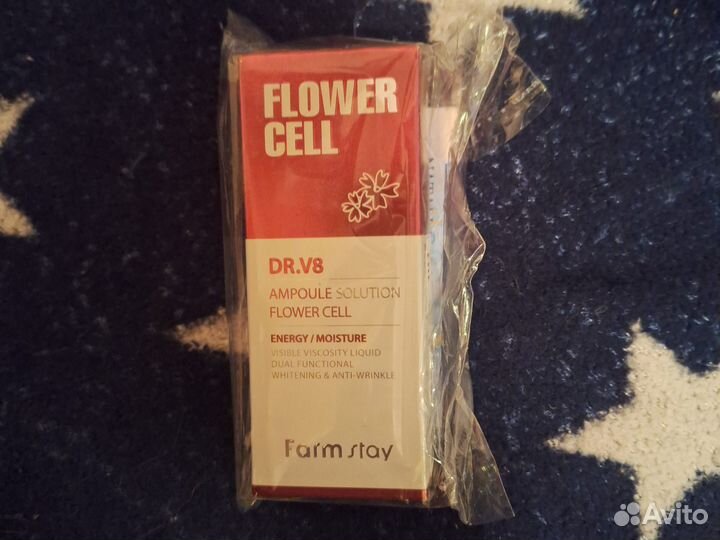 FLOWER
CELL
DR.V8
AMPOULE SOLUTION
FLOWER CELL
ENERGY / MOISTURE
VISIBLE VISCOSITY LIQUID
DUAL FUNCTIONAL
WHITENING & ANTI-WRINKLE
Farm stay
Avito